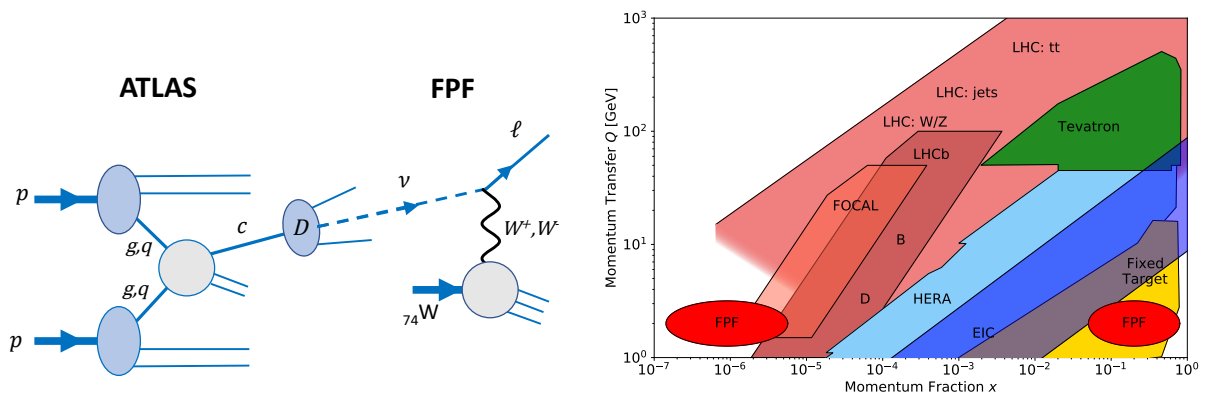 ATLAS
FPF
p
p
g,q
g,q
c
D
ν
ℓ
W⁺,W⁻
₇₄W
Momentum Transfer Q [GeV]
10³
10²
10¹
10⁰
LHC: tt
LHC: jets
LHC: W/Z
LHCb
Tevatron
FOCAL
B
D
HERA
EIC
Fixed
Target
FPF
FPF
10⁻⁷
10⁻⁶
10⁻⁵
10⁻⁴
10⁻³
10⁻²
10⁻¹
10⁰
Momentum Fraction x